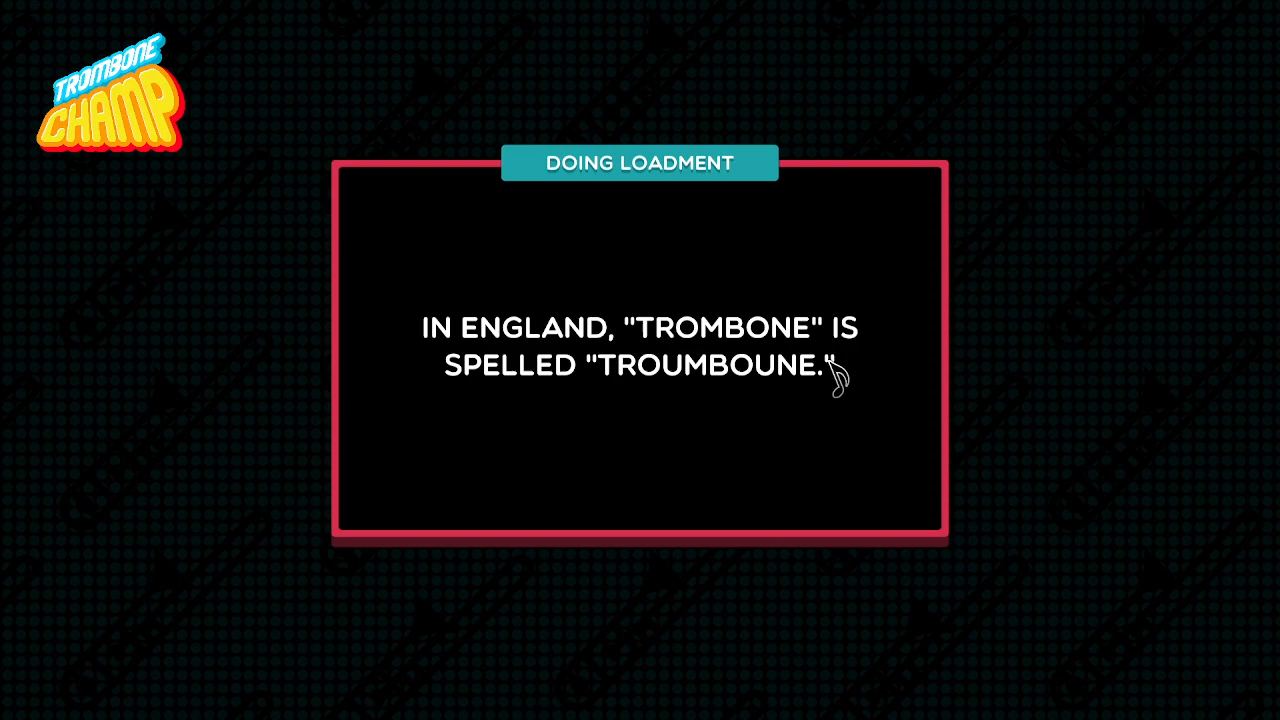 TROMBONE
CHAMP
DOING LOADMENT
IN ENGLAND, "TROMBONE" IS
SPELLED "TROUMBOUNE."